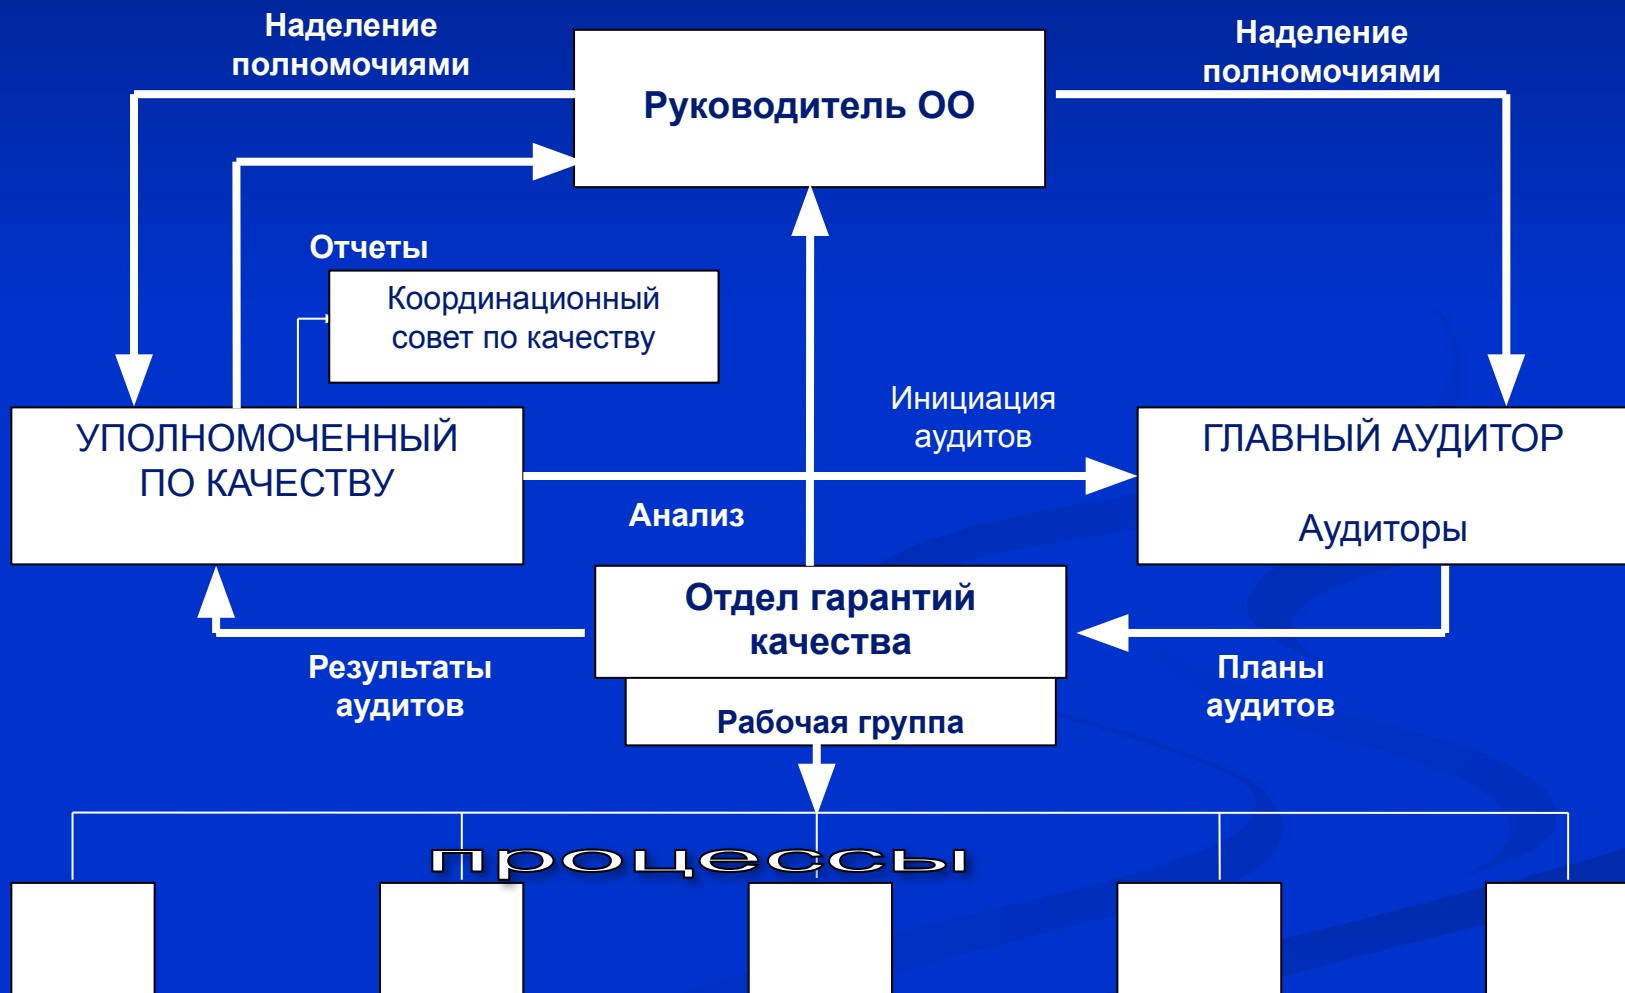 Наделение
полномочиями
Руководитель ОО
Наделение
полномочиями
Отчеты
Координационный
совет по качеству
Инициация
аудитов
УПОЛНОМОЧЕННЫЙ
ПО КАЧЕСТВУ
ГЛАВНЫЙ АУДИТОР
Аудиторы
Анализ
Отдел гарантий
качества
Результаты
аудитов
Планы
аудитов
Рабочая группа
процессы